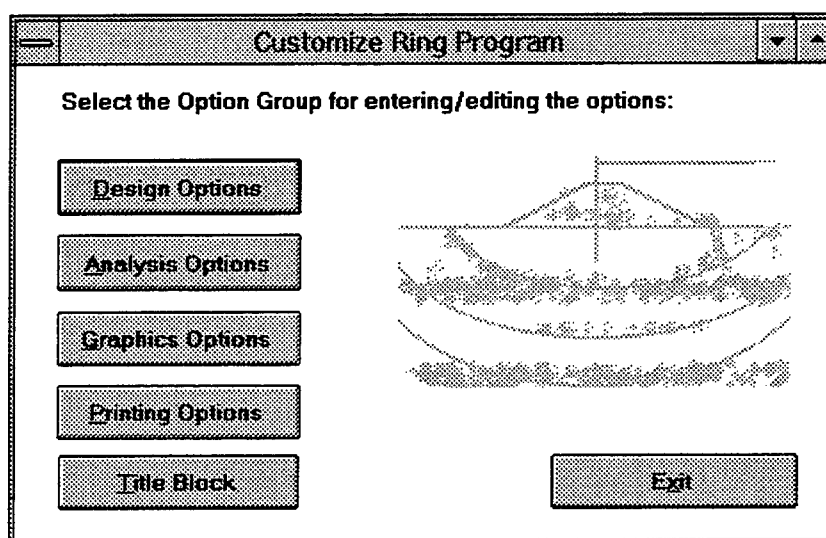 Customize Ring Program
Select the Option Group for entering/editing the options:
Design Options
Analysis Options
Graphics Options
Printing Options
Title Block
Exit